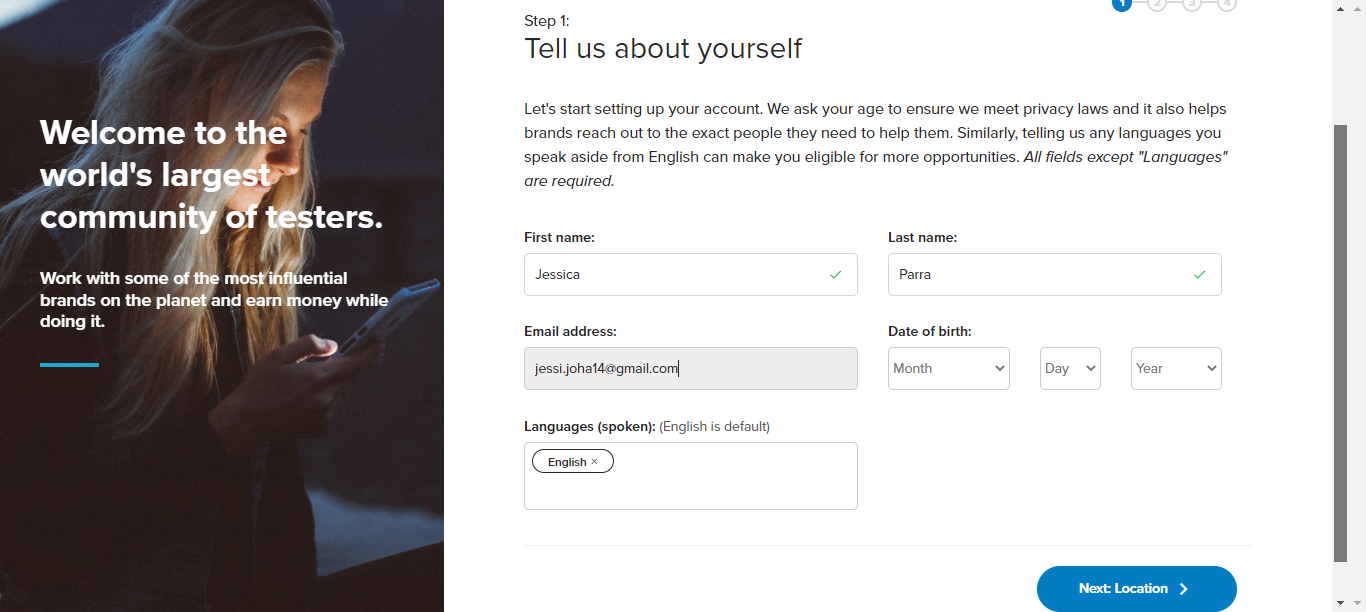 1 2 3 4
Step 1:
Tell us about yourself
Let's start setting up your account. We ask your age to ensure we meet privacy laws and it also helps
brands reach out to the exact people they need to help them. Similarly, telling us any languages you
speak aside from English can make you eligible for more opportunities. All fields except "Languages"
are required.
Welcome to the
world's largest
community of testers.
Work with some of the most influential
brands on the planet and earn money while
doing it.
First name:
Last name:
Jessica
Parra
Email address:
Date of birth:
jessi.joha14@gmail.com
Month
Day
Year
Languages (spoken): (English is default)
English ×
Next: Location